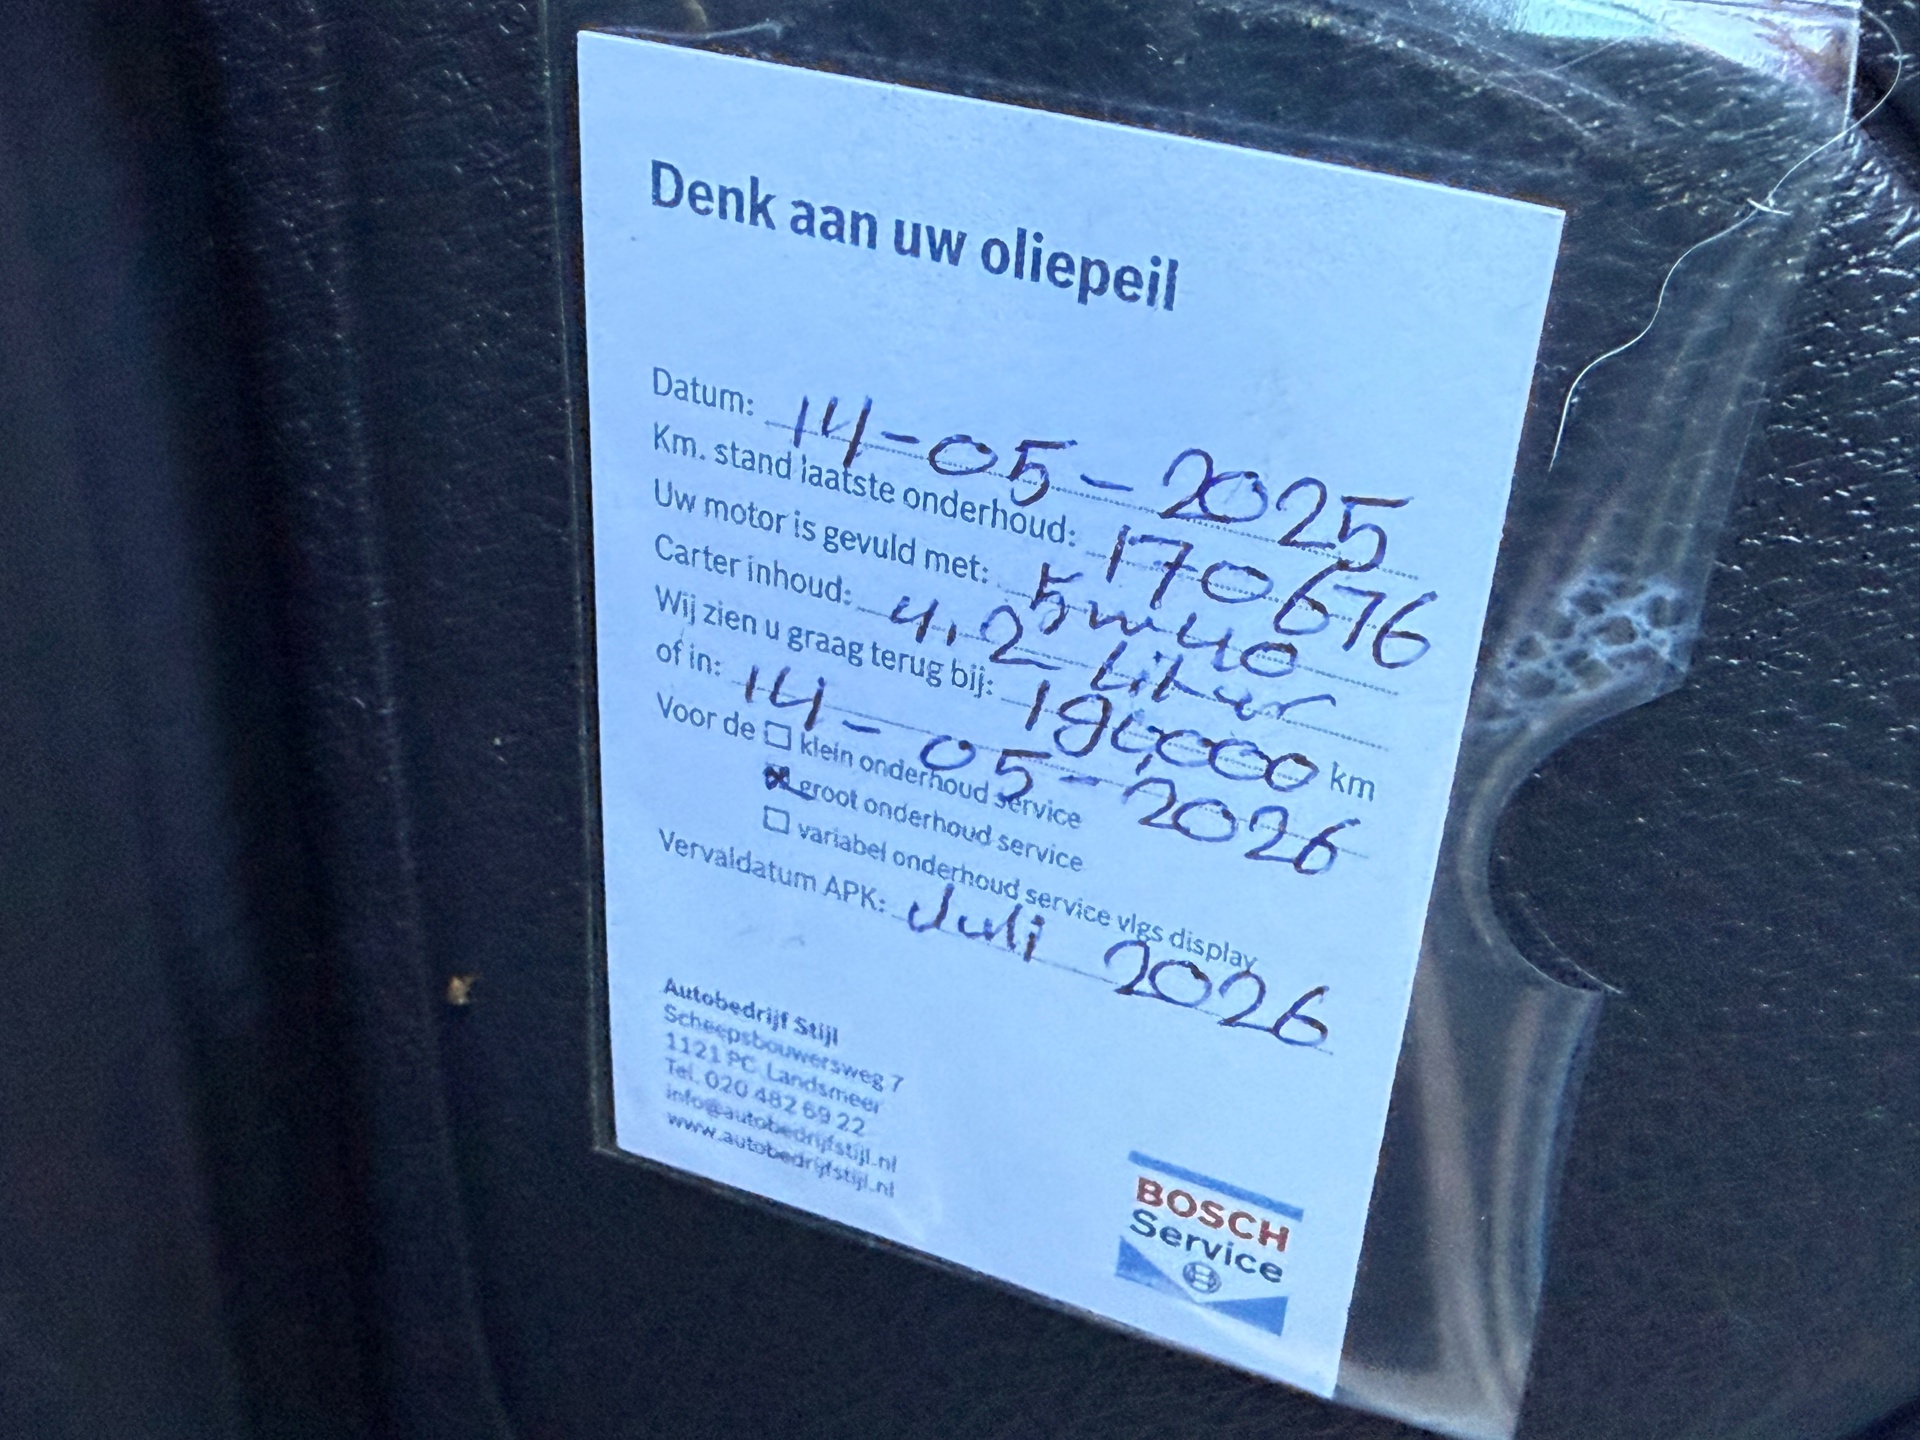 Denk aan uw oliepeil
Datum: 14-05-2025
Km. stand laatste onderhoud: 170676
Uw motor is gevuld met: 5w40
Carter inhoud: 4,2 liter
Wij zien u graag terug bij: km
of in: 14-05-2026
Voor de ☐ klein onderhoud service
☒ groot onderhoud service
☐ variabel onderhoud service vlgs display
Vervaldatum APK: Juli 2026
Autobedrijf Stijl
Scheepsbouwersweg 7
1121 PC Landsmeer
Tel. 020 482 69 22
info@autobedrijfstijl.nl
www.autobedrijfstijl.nl
BOSCH
Service